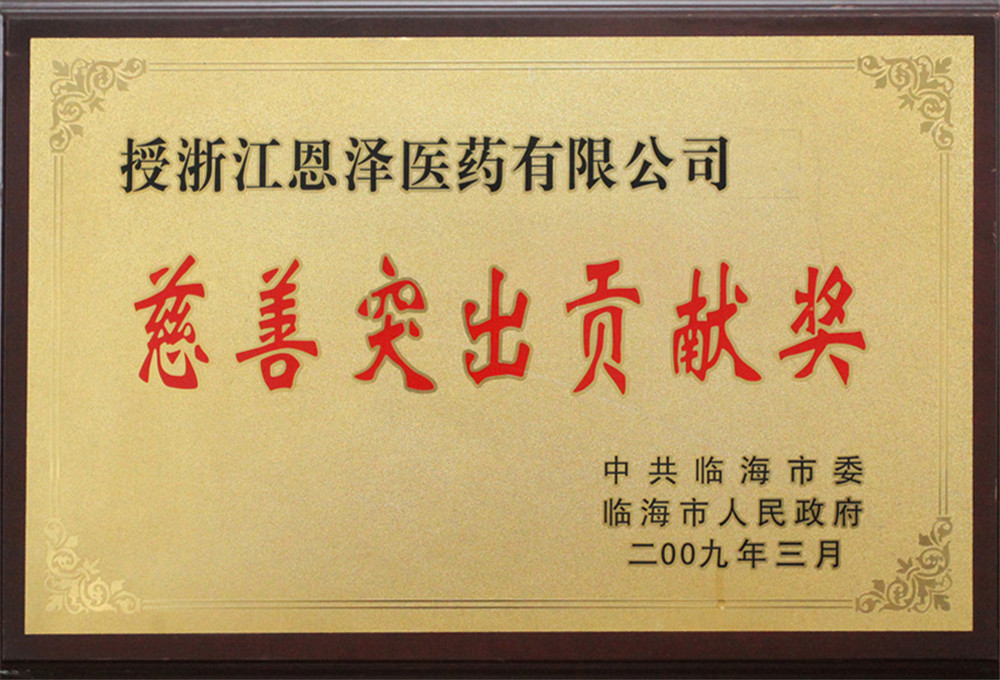 授浙江恩泽医药有限公司
慈善突出贡献奖
中共临海市委
临海市人民政府
二00九年三月